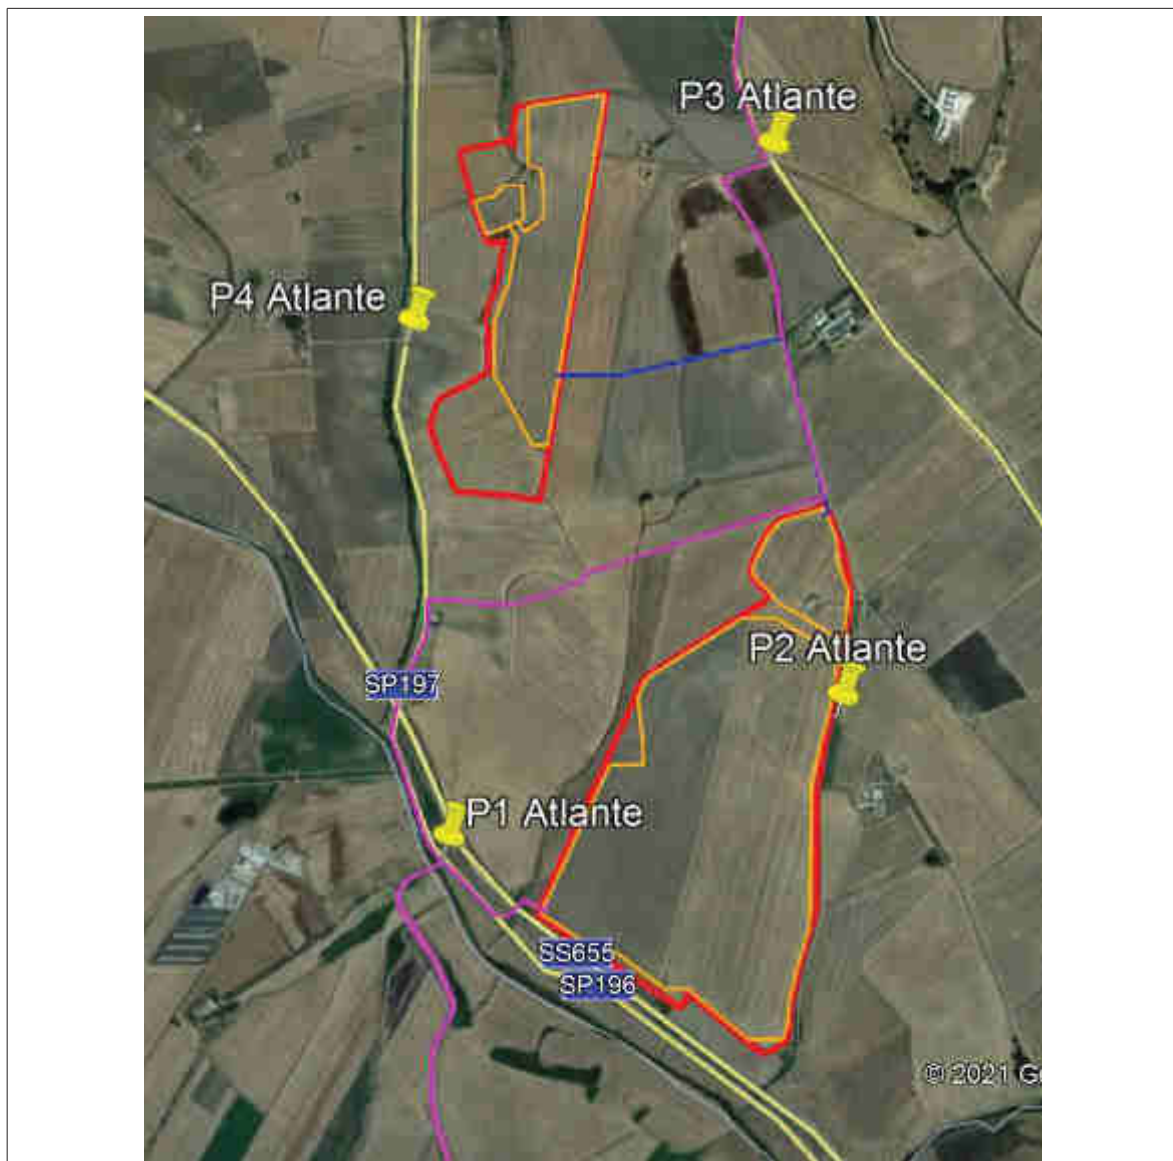 P3 Atlante
P4 Atlante
P2 Atlante
SP197
P1 Atlante
SS655
SP196
© 2021 G